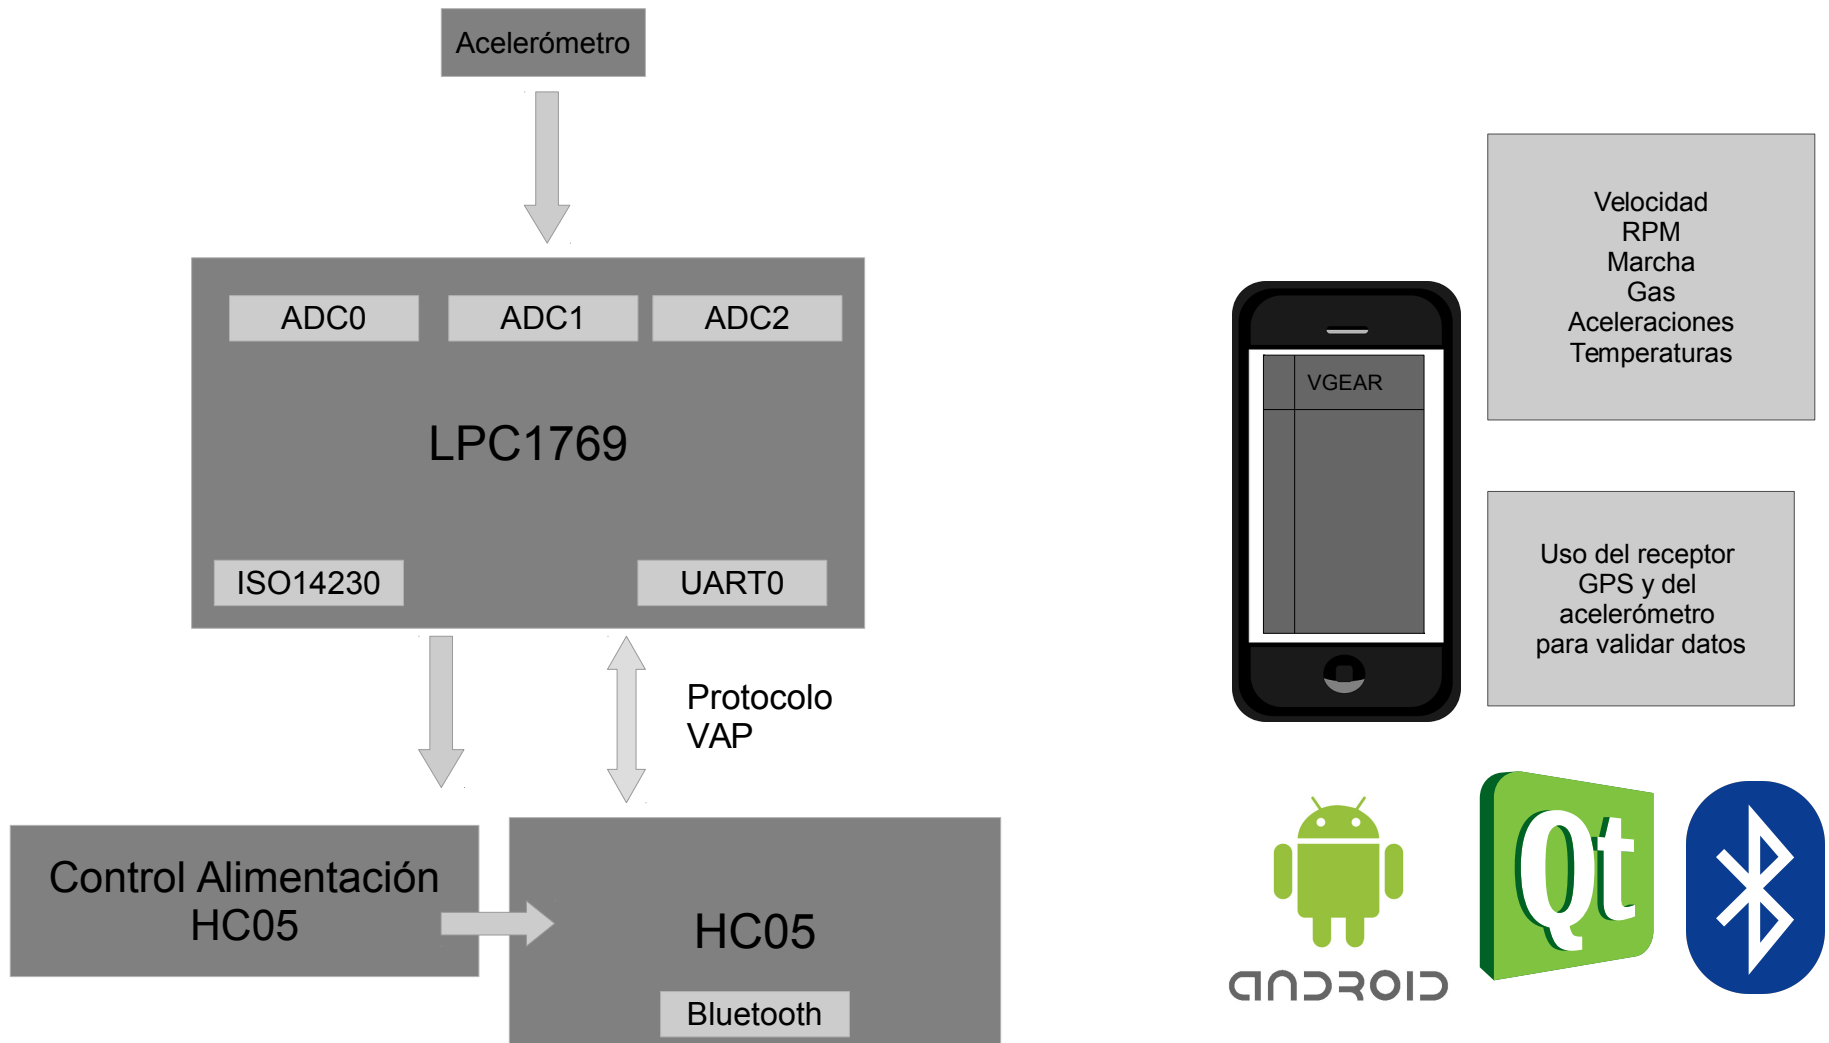 Acelerómetro
ADC0
ADC1
ADC2
LPC1769
ISO14230
UART0
Protocolo
VAP
Control Alimentación
HC05
HC05
Bluetooth
VGEAR
Velocidad
RPM
Marcha
Gas
Aceleraciones
Temperaturas
Uso del receptor
GPS y del
acelerómetro
para validar datos
ANDROID
Qt